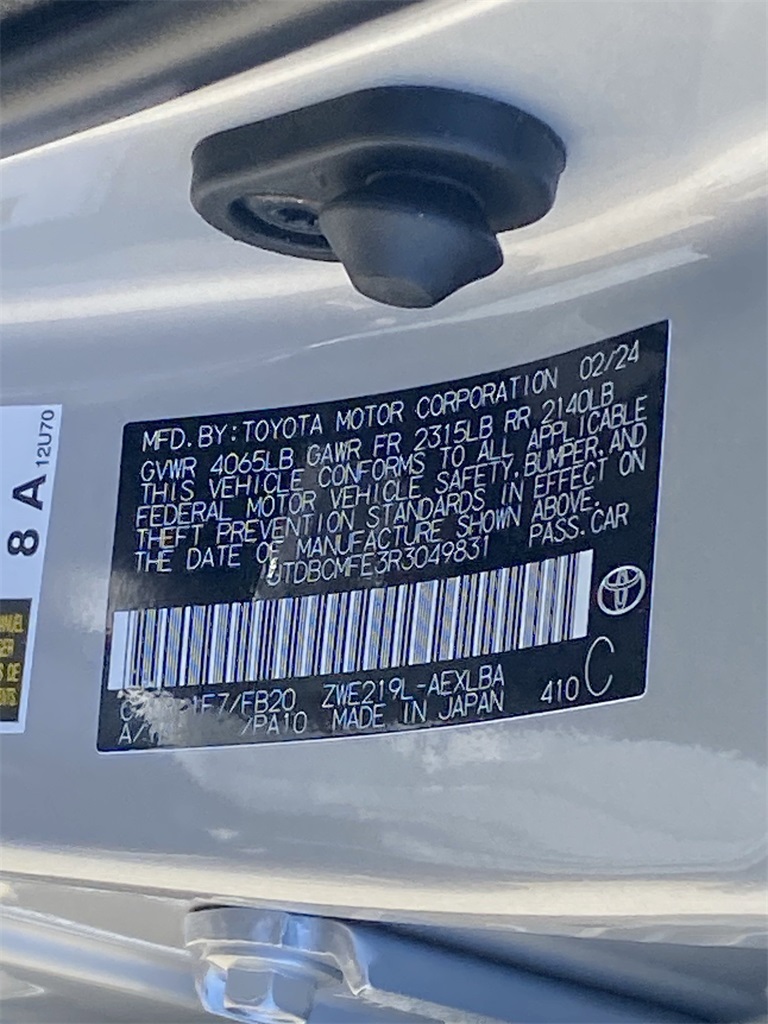 MFD. BY: TOYOTA MOTOR CORPORATION 02/24
GVWR 4065LB GAWR FR 2315LB RR 2140LB
THIS VEHICLE CONFORMS TO ALL APPLICABLE
FEDERAL MOTOR VEHICLE SAFETY, BUMPER, AND
THEFT PREVENTION STANDARDS IN EFFECT ON
THE DATE OF MANUFACTURE SHOWN ABOVE.
JTDBCMFE3R3049831 PASS. CAR
/FB20 ZWE219L-AEXLBA
/PA10 MADE IN JAPAN 410 C
8 A 12U70